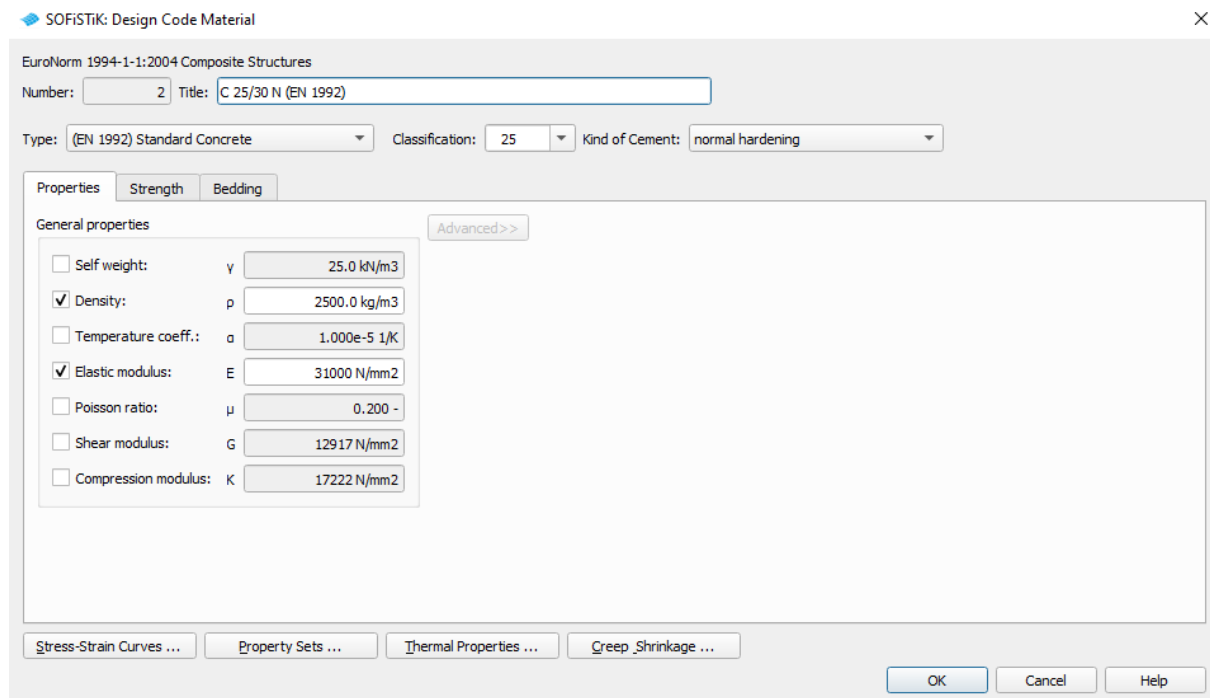 SOFiSTiK: Design Code Material
EuroNorm 1994-1-1:2004 Composite Structures
Number: 2 Title: C 25/30 N (EN 1992)
Type: (EN 1992) Standard Concrete Classification: 25 Kind of Cement: normal hardening
Properties Strength Bedding
General properties Advanced>>
Self weight: γ 25.0 kN/m3
Density: ρ 2500.0 kg/m3
Temperature coeff.: α 1.000e-5 1/K
Elastic modulus: E 31000 N/mm2
Poisson ratio: μ 0.200 -
Shear modulus: G 12917 N/mm2
Compression modulus: K 17222 N/mm2
Stress-Strain Curves ... Property Sets ... Thermal Properties ... Creep Shrinkage ...
OK Cancel Help